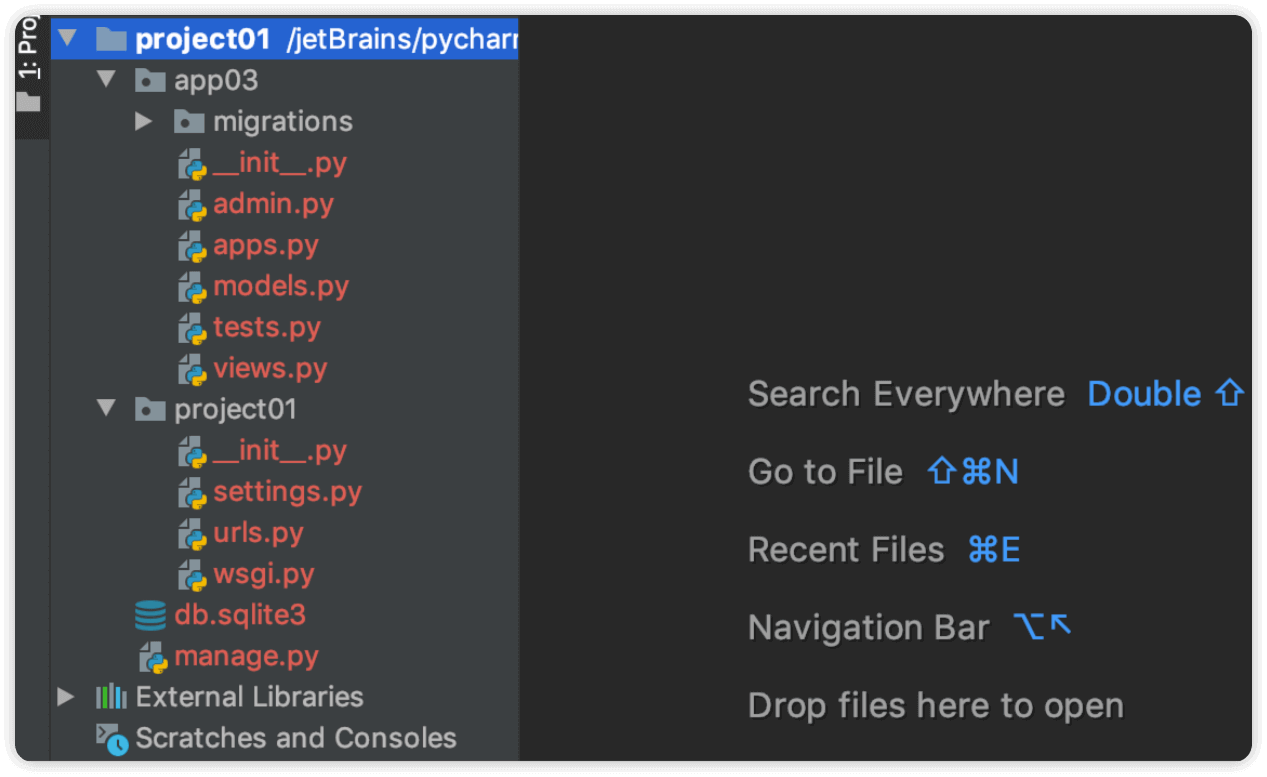 1: Pro
project01 /jetBrains/pychar
app03
migrations
__init__.py
admin.py
apps.py
models.py
tests.py
views.py
project01
__init__.py
settings.py
urls.py
wsgi.py
db.sqlite3
manage.py
External Libraries
Scratches and Consoles
Search Everywhere Double ⇧
Go to File ⇧⌘N
Recent Files ⌘E
Navigation Bar ⌥↖
Drop files here to open